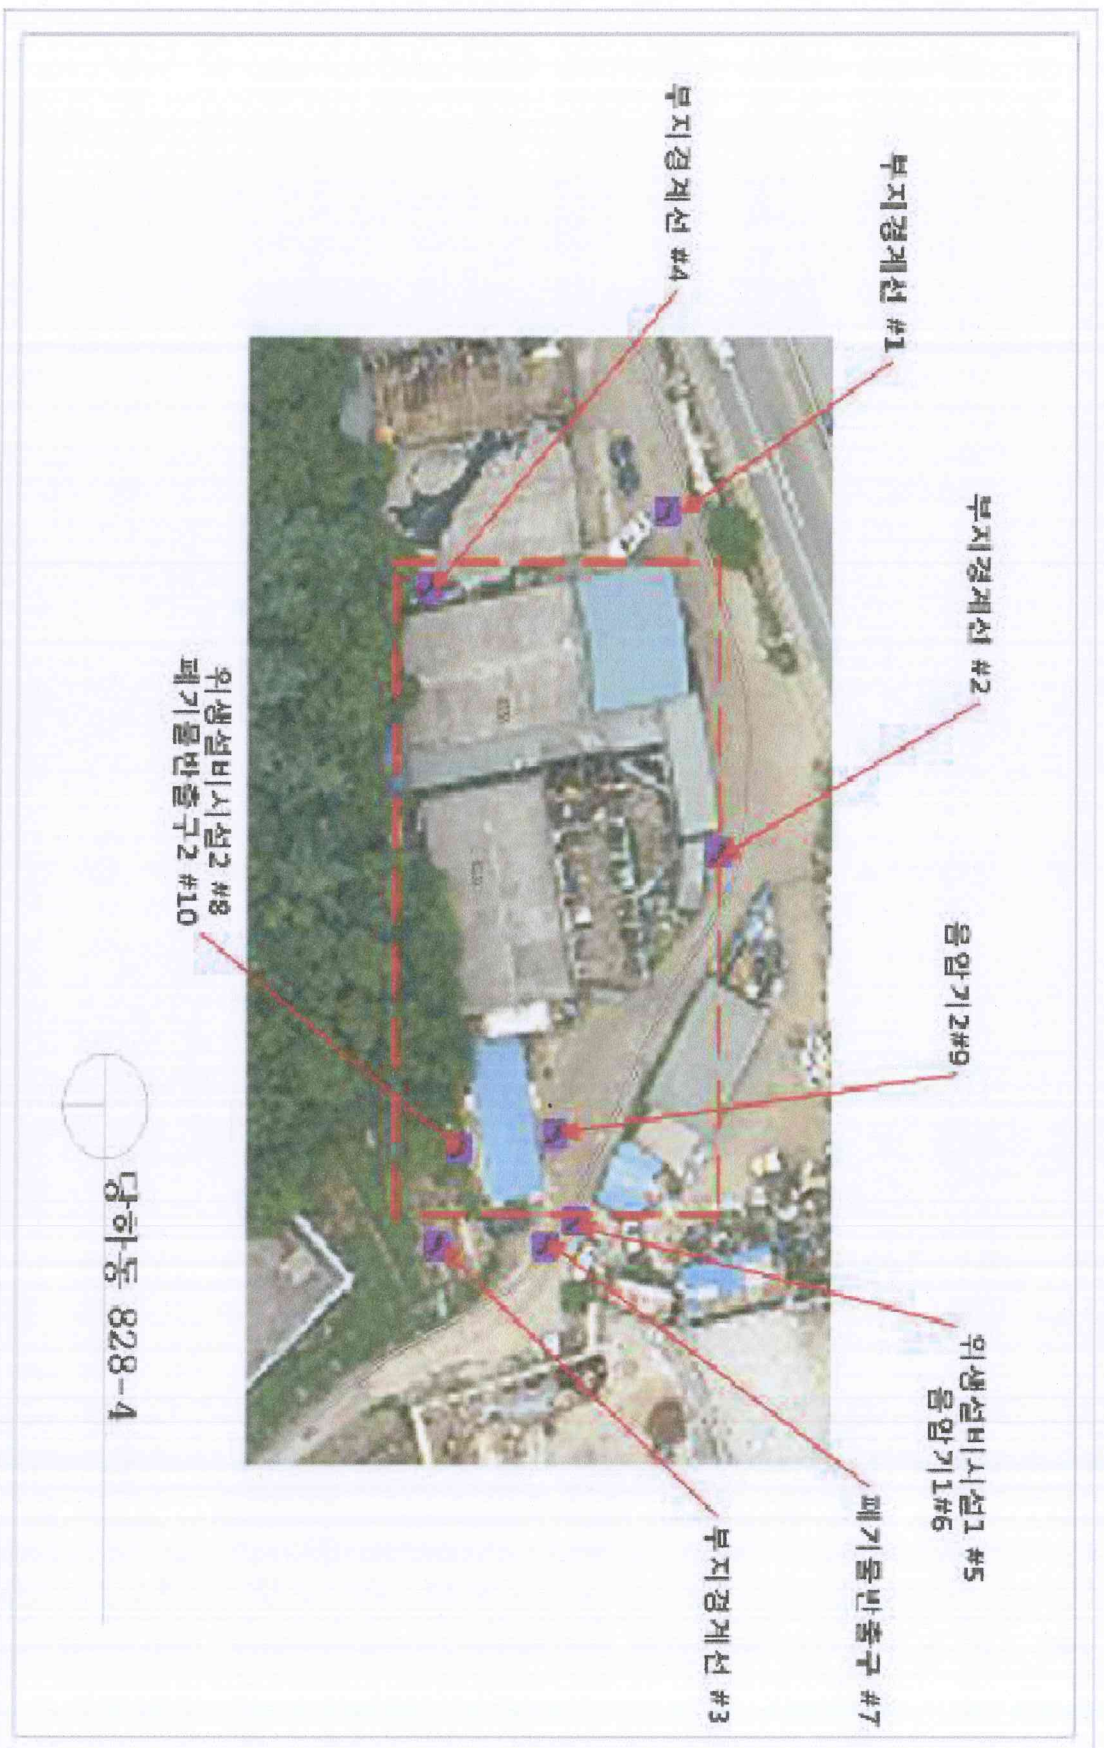 부지경계선 #1
부지경계선 #2
음압기2#9
위생설비시설1 #5
음압기1#6
폐기물반출구 #7
부지경계선 #4
부지경계선 #3
위생설비시설2 #8
폐기물반출구2 #10
당하동 828-4